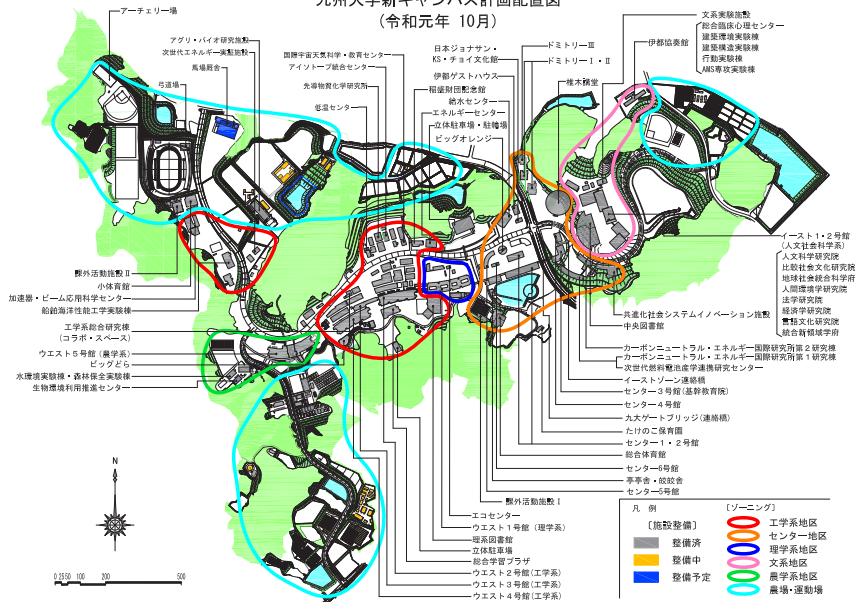 九州大学新キャンパス計画配置図
(令和元年 10月)
アーチェリー場
アグリ・バイオ研究施設
次世代エネルギー実証施設
馬場厩舎
弓道場
国際宇宙天気科学・教育センター
アイソトープ統合センター
先導物質化学研究所
低温センター
日本ジョナサン・
KS・チョイ文化館
伊都ゲストハウス
稲盛財団記念館
給水センター
エネルギーセンター
立体駐車場・駐輪場
ビッグオレンジ
ドミトリーⅢ
ドミトリーⅠ・Ⅱ
椎木講堂
伊都協奏館
文系実験施設
総合臨床心理センター
建築環境実験棟
建築構造実験棟
行動実験棟
AMS専攻実験棟
イースト1・2号館
(人文社会科学系)
人文科学研究院
比較社会文化研究院
地球社会統合科学府
人間環境学研究院
法学研究院
経済学研究院
言語文化研究院
統合新領域学府
課外活動施設Ⅱ
小体育館
加速器・ビーム応用科学センター
船舶海洋性能工学実験棟
工学系総合研究棟
(コラボ・スペース)
ウエスト5号館(農学系)
ビッグどら
水環境実験棟・森林保全実験棟
生物環境利用推進センター
共進化社会システムイノベーション施設
中央図書館
カーボンニュートラル・エネルギー国際研究所第2研究棟
カーボンニュートラル・エネルギー国際研究所第1研究棟
次世代燃料電池産学連携研究センター
イーストゾーン連絡橋
センター3号館(基幹教育院)
センター4号館
九大ゲートブリッジ(連絡橋)
たけのこ保育園
センター1・2号館
総合体育館
センター6号館
亭亭舎・皎皎舎
センター5号館
課外活動施設Ⅰ
エコセンター
ウエスト1号館(理学系)
理系図書館
立体駐車場
総合学習プラザ
ウエスト2号館(工学系)
ウエスト3号館(工学系)
ウエスト4号館(工学系)
N
0 25 50 100 200 500
凡 例
[施設整備]
整備済
整備中
整備予定
[ゾーニング]
工学系地区
センター地区
理学系地区
文系地区
農学系地区
農場・運動場